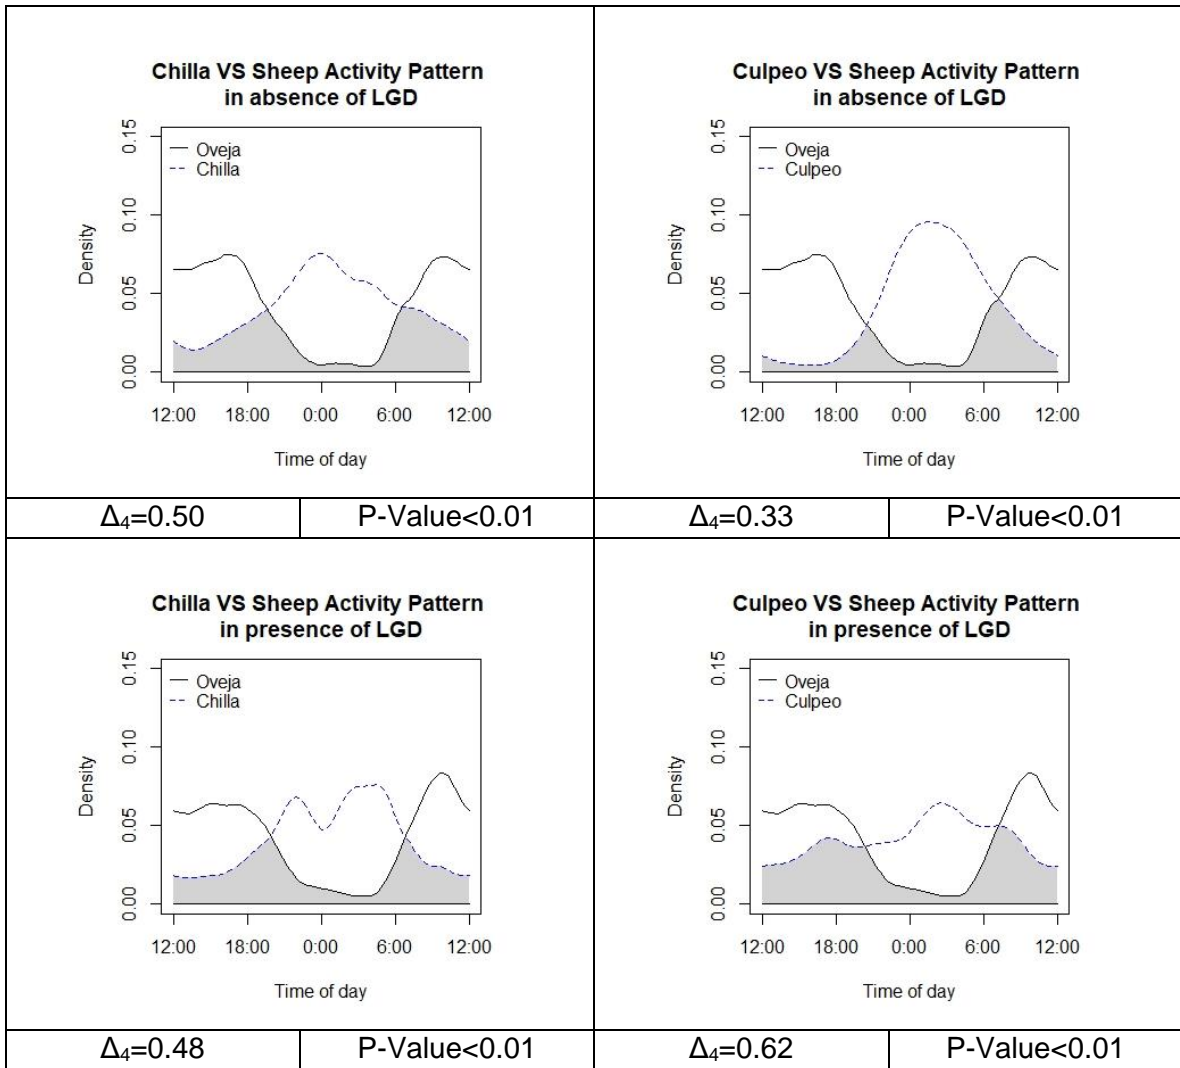 Chilla VS Sheep Activity Pattern
in absence of LGD
Oveja
Chilla
0.15
0.10
0.05
0.00
Density
12:00 18:00 0:00 6:00 12:00
Time of day
Δ₄=0.50 P-Value<0.01
Culpeo VS Sheep Activity Pattern
in absence of LGD
Oveja
Culpeo
0.15
0.10
0.05
0.00
Density
12:00 18:00 0:00 6:00 12:00
Time of day
Δ₄=0.33 P-Value<0.01
Chilla VS Sheep Activity Pattern
in presence of LGD
Oveja
Chilla
0.15
0.10
0.05
0.00
Density
12:00 18:00 0:00 6:00 12:00
Time of day
Δ₄=0.48 P-Value<0.01
Culpeo VS Sheep Activity Pattern
in presence of LGD
Oveja
Culpeo
0.15
0.10
0.05
0.00
Density
12:00 18:00 0:00 6:00 12:00
Time of day
Δ₄=0.62 P-Value<0.01